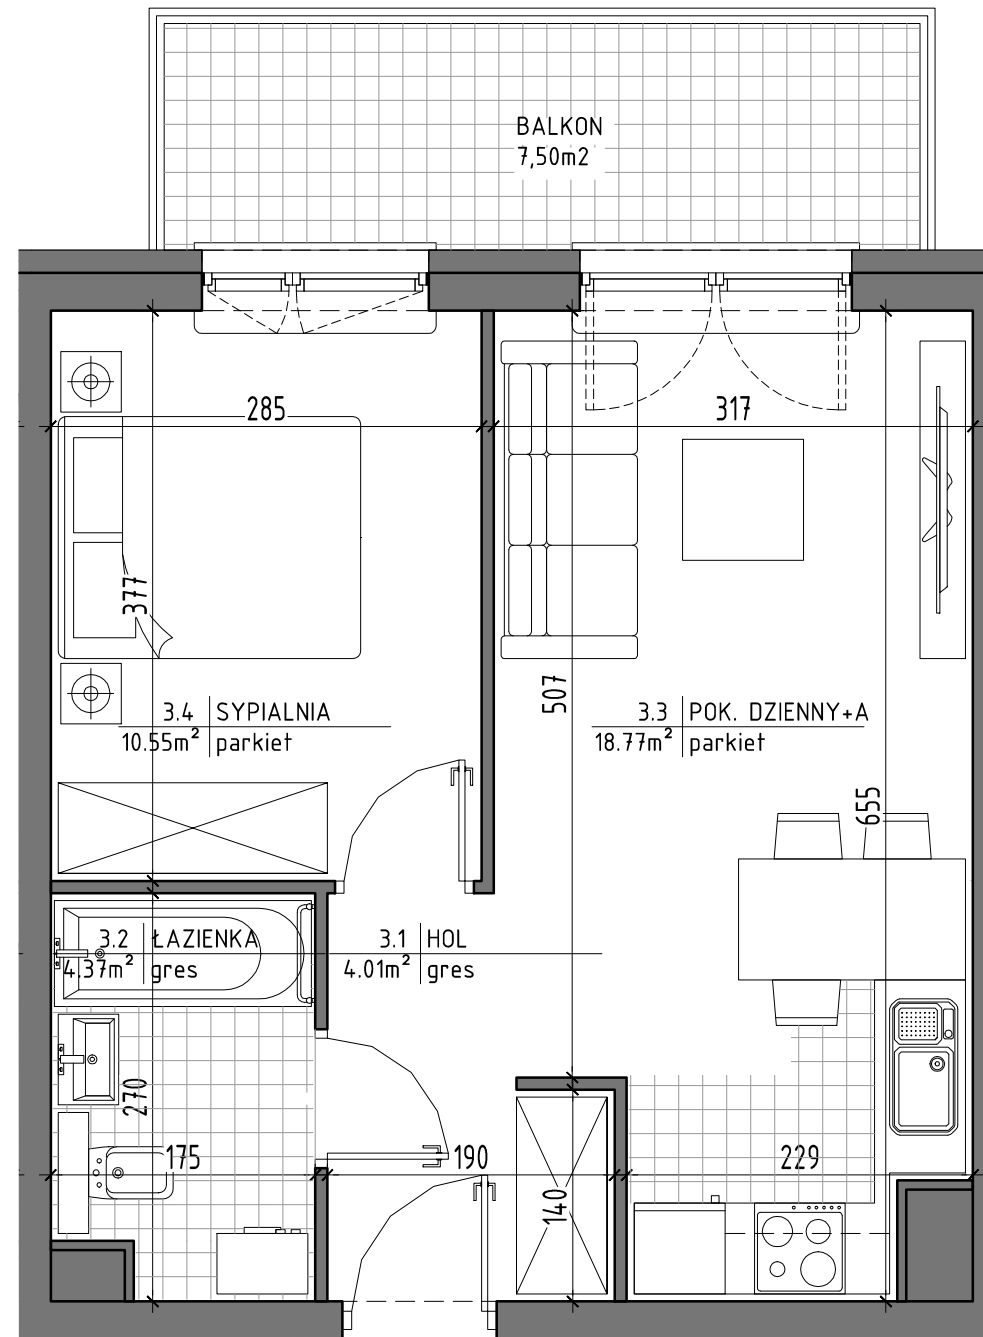 BALKON
7,50m2
285
317
377
507
3.4 SYPIALNIA
10.55m² parkiet
3.3 POK. DZIENNY+A
18.77m² parkiet
655
3.2 ŁAZIENKA
4.37m² gres
3.1 HOL
4.01m² gres
270
175
190
229
140